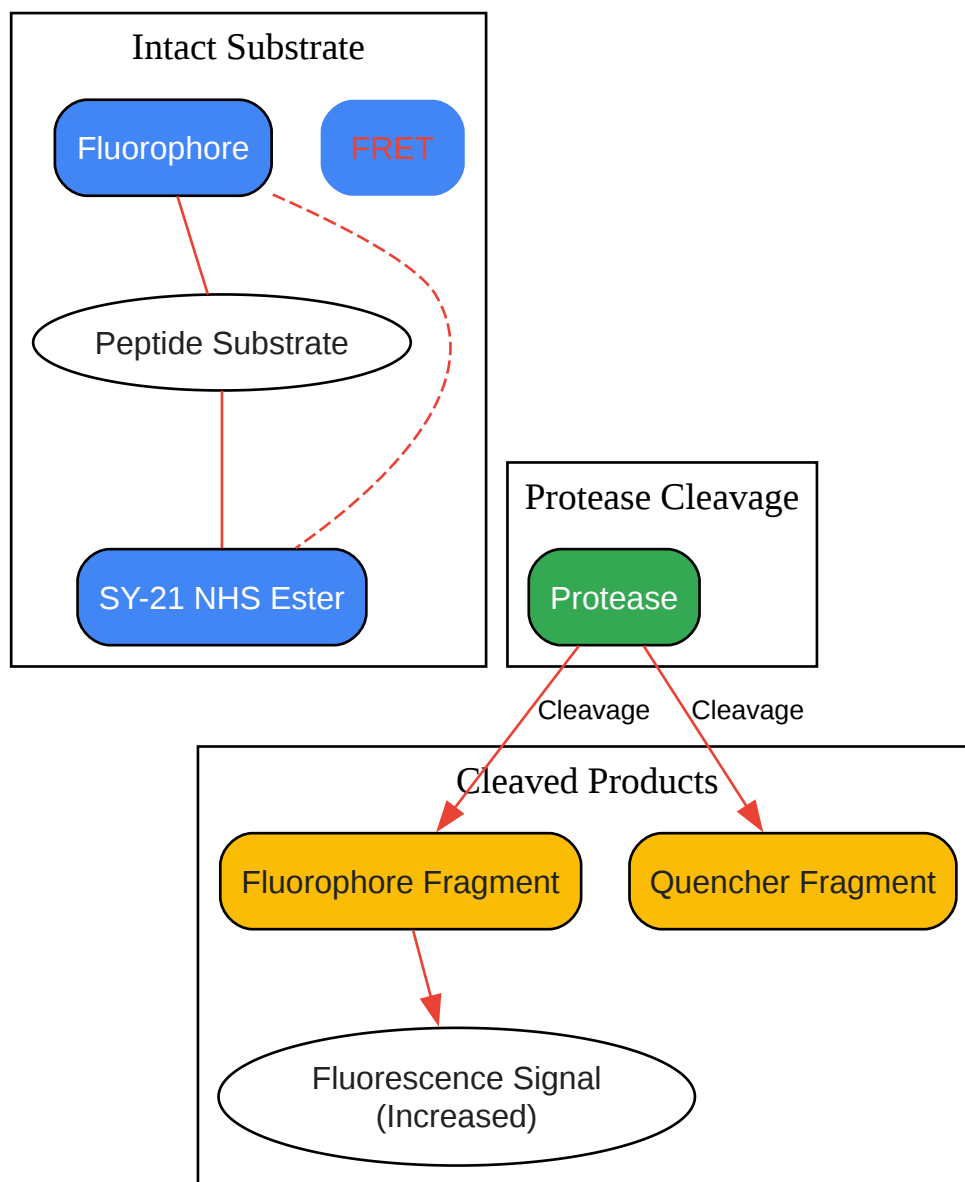 Intact Substrate
Fluorophore
FRET
Peptide Substrate
SY-21 NHS Ester
Protease Cleavage
Protease
Cleavage
Cleavage
Cleaved Products
Fluorophore Fragment
Quencher Fragment
Fluorescence Signal
(Increased)